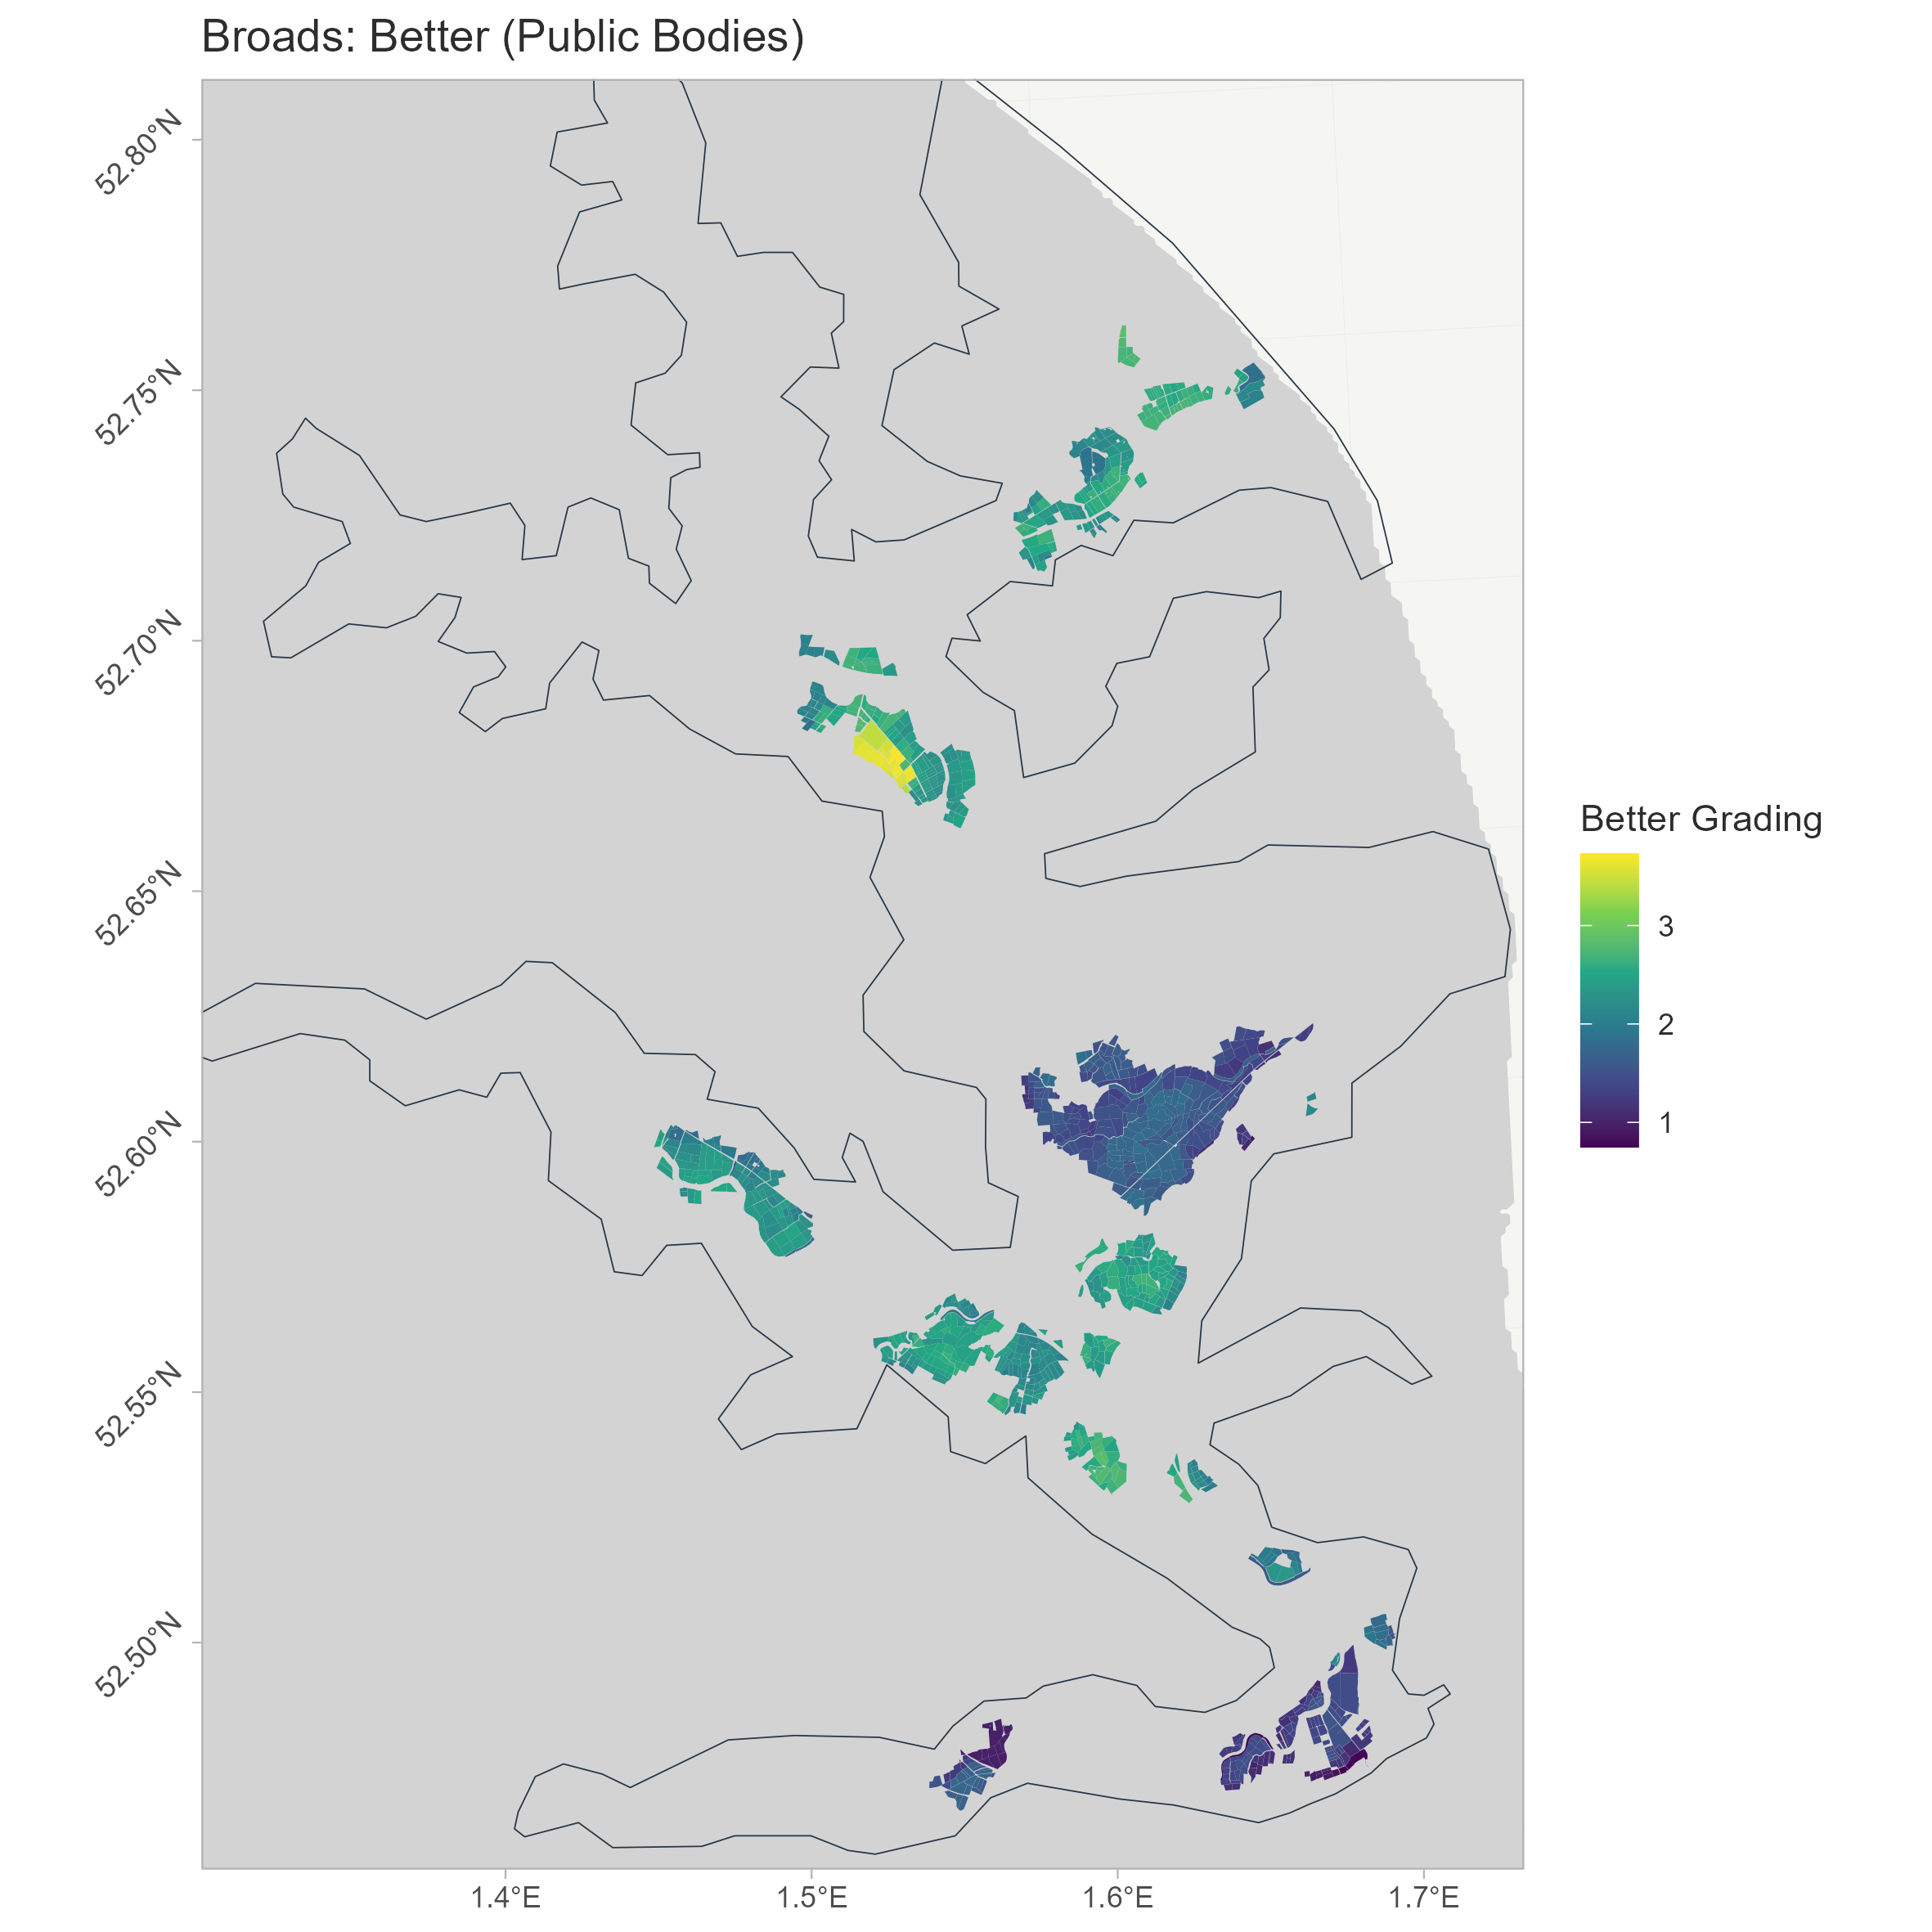 Broads: Better (Public Bodies)
52.80°N
52.75°N
52.70°N
52.65°N
52.60°N
52.55°N
52.50°N
1.4°E
1.5°E
1.6°E
1.7°E
Better Grading
3
2
1